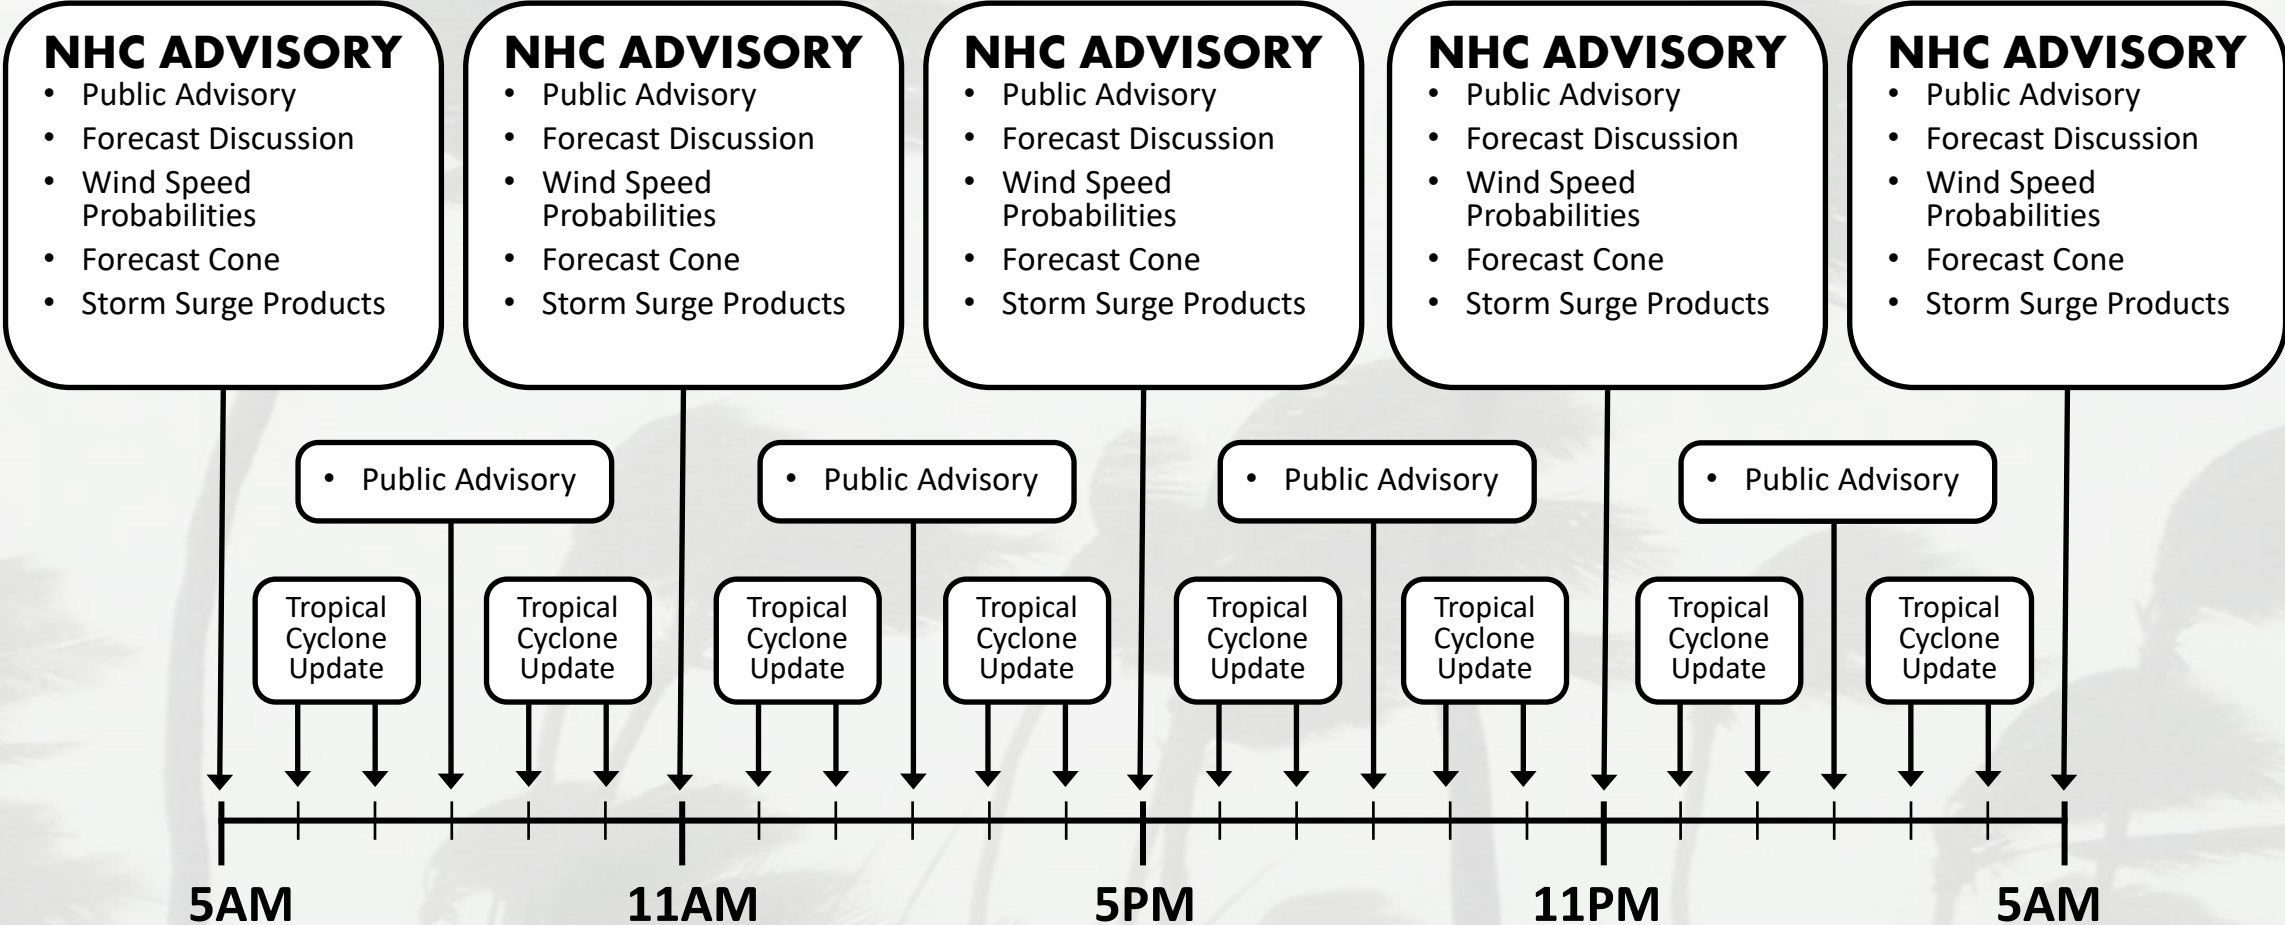 NHC ADVISORY
• Public Advisory
• Forecast Discussion
• Wind Speed
Probabilities
• Forecast Cone
• Storm Surge Products
NHC ADVISORY
• Public Advisory
• Forecast Discussion
• Wind Speed
Probabilities
• Forecast Cone
• Storm Surge Products
NHC ADVISORY
• Public Advisory
• Forecast Discussion
• Wind Speed
Probabilities
• Forecast Cone
• Storm Surge Products
NHC ADVISORY
• Public Advisory
• Forecast Discussion
• Wind Speed
Probabilities
• Forecast Cone
• Storm Surge Products
NHC ADVISORY
• Public Advisory
• Forecast Discussion
• Wind Speed
Probabilities
• Forecast Cone
• Storm Surge Products
• Public Advisory
• Public Advisory
• Public Advisory
• Public Advisory
Tropical
Cyclone
Update
Tropical
Cyclone
Update
Tropical
Cyclone
Update
Tropical
Cyclone
Update
Tropical
Cyclone
Update
Tropical
Cyclone
Update
Tropical
Cyclone
Update
Tropical
Cyclone
Update
5AM
11AM
5PM
11PM
5AM